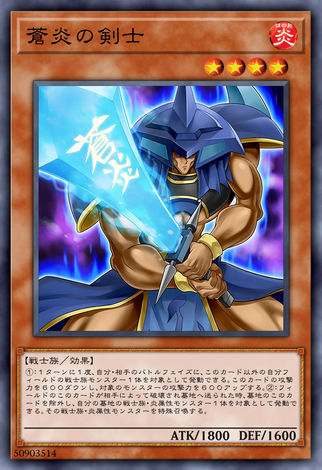 蒼炎の剣士
炎
蒼炎
【戦士族／効果】
①:１ターンに１度、自分・相手のバトルフェイズに、このカード以外の自分フ
ィールドの戦士族モンスター１体を対象として発動できる。このカードの攻撃
力を６００ダウンし、対象のモンスターの攻撃力を６００アップする。②:フィー
ルドのこのカードが相手によって破壊され墓地へ送られた時、墓地のこのカ
ードを除外し、自分の墓地の戦士族・炎属性モンスター１体を対象として発動で
きる。その戦士族・炎属性モンスターを特殊召喚する。
ATK/1800 DEF/1600
50903514